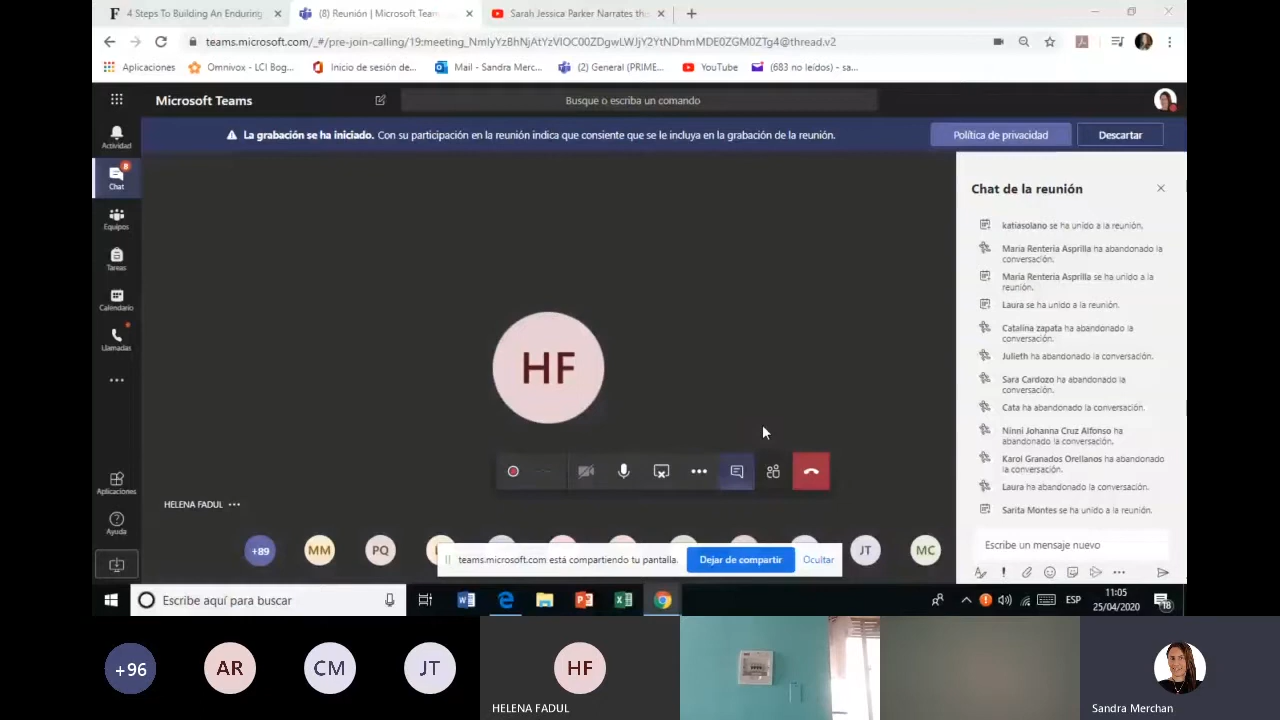 4 Steps To Building An Enduring
(8) Reunión | Microsoft Team
Sarah Jessica Parker Narrates the
teams.microsoft.com/_#/pre-join-calling/19:meeting_NmIyYzBhNjAtYzVlOC00ZDgwLWJjY2YtNDhmMDE0ZGM0ZTg4@thread.v2
Aplicaciones
Omnivox - LCI Bog...
Inicio de sesión de...
Mail - Sandra Merc...
(2) General (PRIME...
YouTube
(683 no leídos) - sa...
Microsoft Teams
Busque o escriba un comando
La grabación se ha iniciado. Con su participación en la reunión indica que consiente que se le incluya en la grabación de la reunión.
Política de privacidad
Descartar
Actividad
8
Chat
Equipos
Tareas
Calendario
Llamadas
Aplicaciones
Ayuda
Chat de la reunión
katiasolano se ha unido a la reunión.
Maria Renteria Asprilla ha abandonado la
conversación.
Maria Renteria Asprilla se ha unido a la
reunión.
Laura se ha unido a la reunión.
Catalina zapata ha abandonado la
conversación.
Julieth ha abandonado la conversación.
Sara Cardozo ha abandonado la
conversación.
Cata ha abandonado la conversación.
Ninni Johanna Cruz Alfonso ha
abandonado la conversación.
Karol Granados Orellanos ha abandonado
la conversación.
Laura ha abandonado la conversación.
Sarita Montes se ha unido a la reunión.
Escribe un mensaje nuevo
HF
HELENA FADUL
+89
MM
PQ
JT
MC
teams.microsoft.com está compartiendo tu pantalla.
Dejar de compartir
Ocultar
Escribe aquí para buscar
ESP
11:05
25/04/2020
18
+96
AR
CM
JT
HF
HELENA FADUL
Sandra Merchan